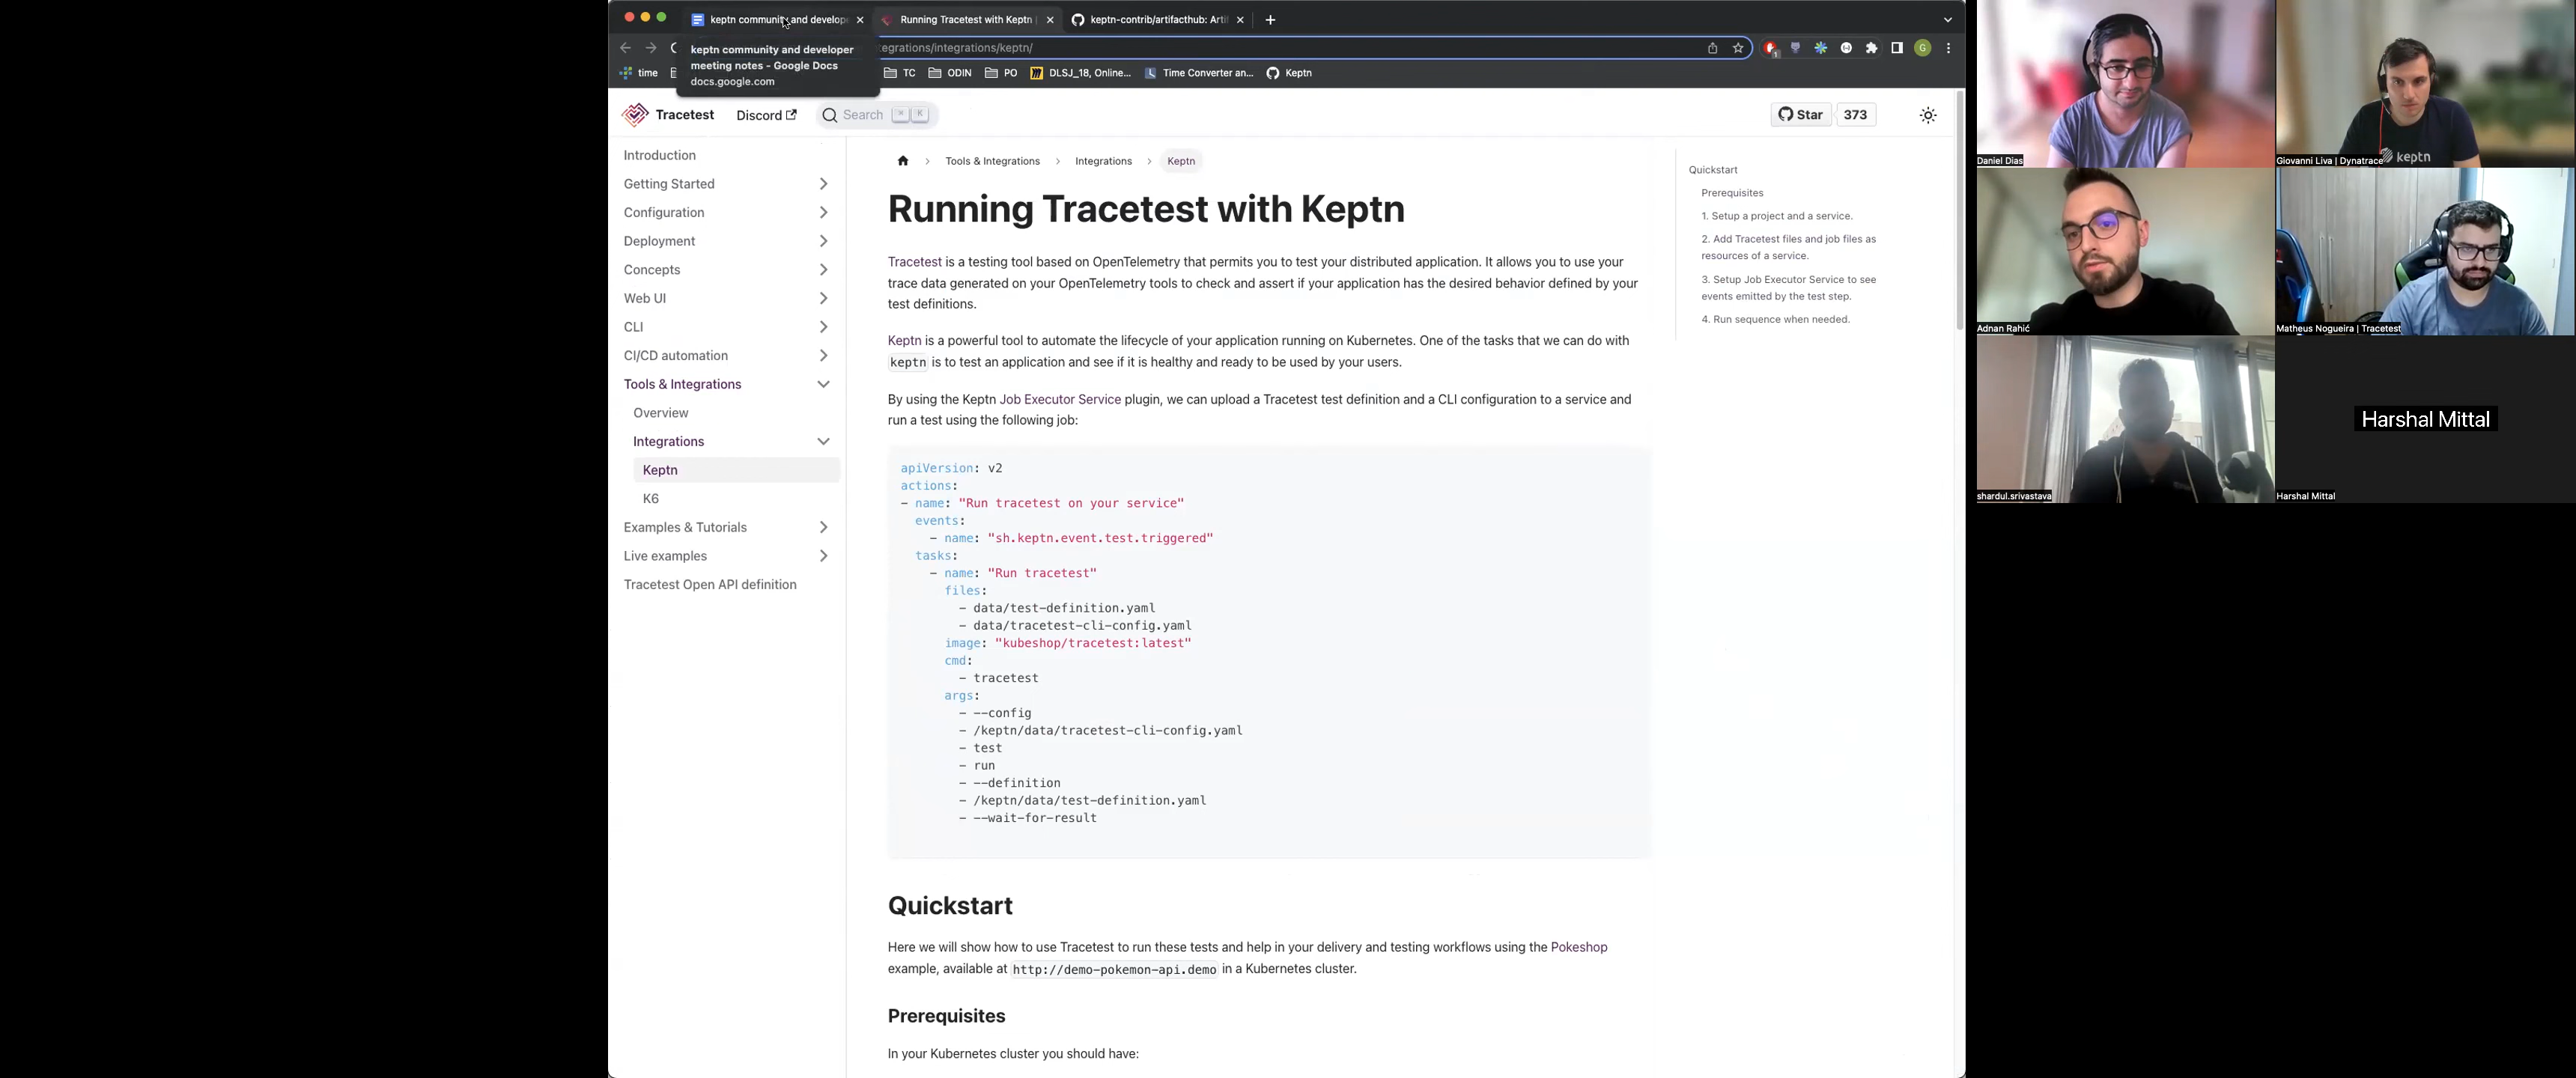 keptn community and develope
Running Tracetest with Keptn |
keptn-contrib/artifacthub: Arti
keptn community and developer
meeting notes - Google Docs
docs.google.com
tegrations/integrations/keptn/
time
TC
ODIN
PO
DLSJ_18, Online...
Time Converter an...
Keptn
Tracetest
Discord
Search
K
Star
373
Introduction
Getting Started
Configuration
Deployment
Concepts
Web UI
CLI
CI/CD automation
Tools & Integrations
Overview
Integrations
Keptn
K6
Examples & Tutorials
Live examples
Tracetest Open API definition
Tools & Integrations
Integrations
Keptn
Running Tracetest with Keptn
Tracetest is a testing tool based on OpenTelemetry that permits you to test your distributed application. It allows you to use your
trace data generated on your OpenTelemetry tools to check and assert if your application has the desired behavior defined by your
test definitions.
Keptn is a powerful tool to automate the lifecycle of your application running on Kubernetes. One of the tasks that we can do with
keptn is to test an application and see if it is healthy and ready to be used by your users.
By using the Keptn Job Executor Service plugin, we can upload a Tracetest test definition and a CLI configuration to a service and
run a test using the following job:
apiVersion: v2
actions:
- name: "Run tracetest on your service"
events:
- name: "sh.keptn.event.test.triggered"
tasks:
- name: "Run tracetest"
files:
- data/test-definition.yaml
- data/tracetest-cli-config.yaml
image: "kubeshop/tracetest:latest"
cmd:
- tracetest
args:
- --config
- /keptn/data/tracetest-cli-config.yaml
- test
- run
- --definition
- /keptn/data/test-definition.yaml
- --wait-for-result
Quickstart
Here we will show how to use Tracetest to run these tests and help in your delivery and testing workflows using the Pokeshop
example, available at http://demo-pokemon-api.demo in a Kubernetes cluster.
Prerequisites
In your Kubernetes cluster you should have:
Quickstart
Prerequisites
1. Setup a project and a service.
2. Add Tracetest files and job files as
resources of a service.
3. Setup Job Executor Service to see
events emitted by the test step.
4. Run sequence when needed.
Daniel Dias
keptn
Giovanni Liva | Dynatrace
Adnan Rahić
Matheus Nogueira | Tracetest
shardul.srivastava
Harshal Mittal
Harshal Mittal